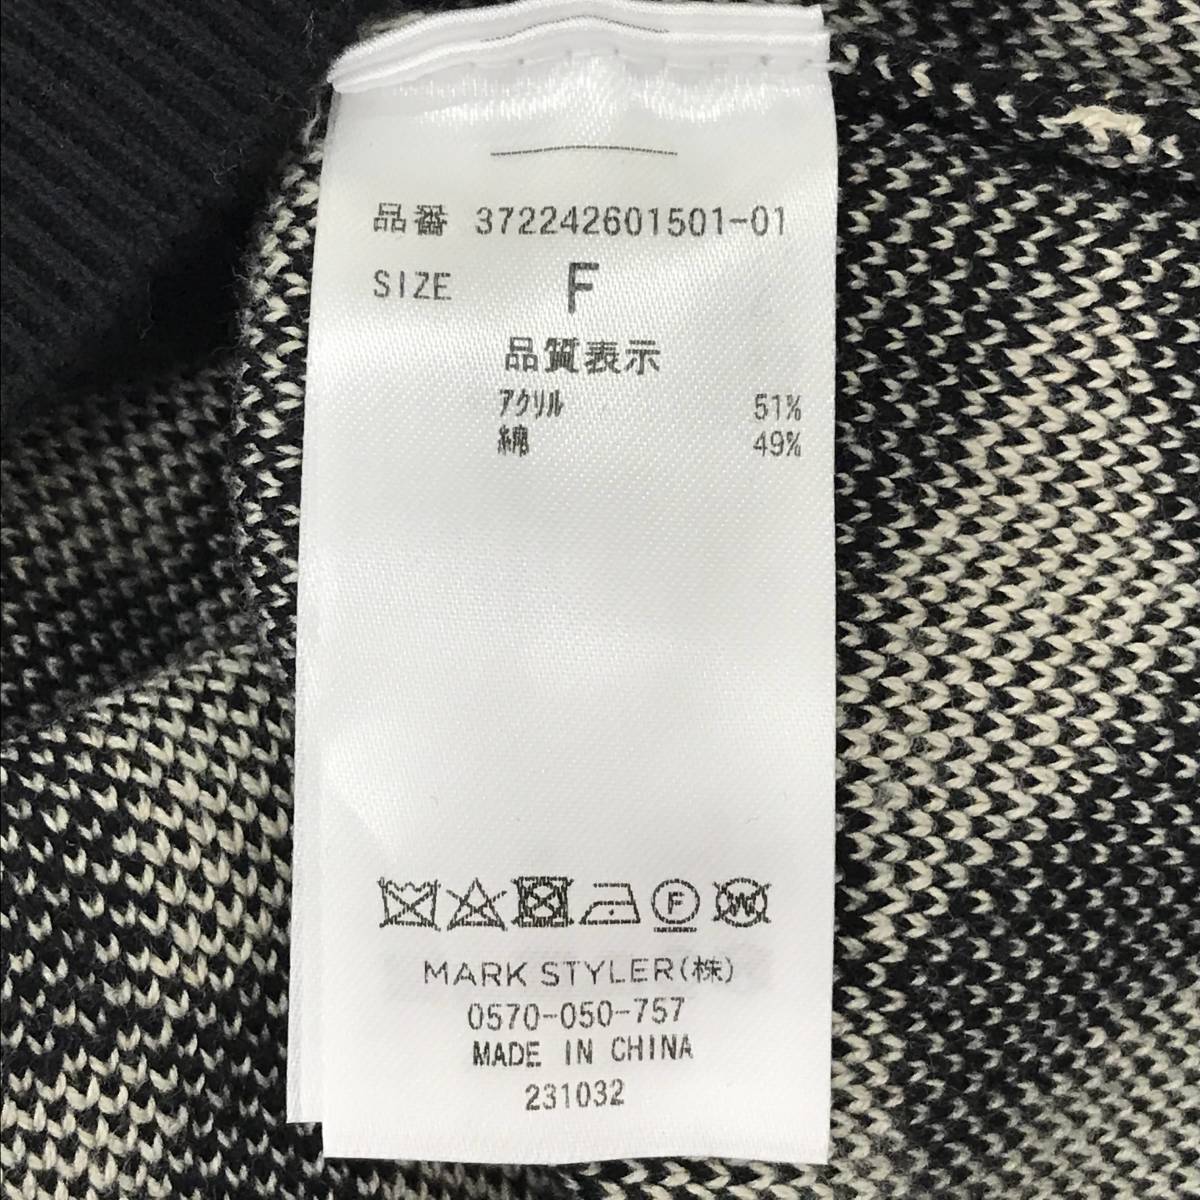 品番 372242601501-01
SIZE F
品質表示
アクリル 51%
綿 49%
F W
MARK STYLER(株)
0570-050-757
MADE IN CHINA
231032